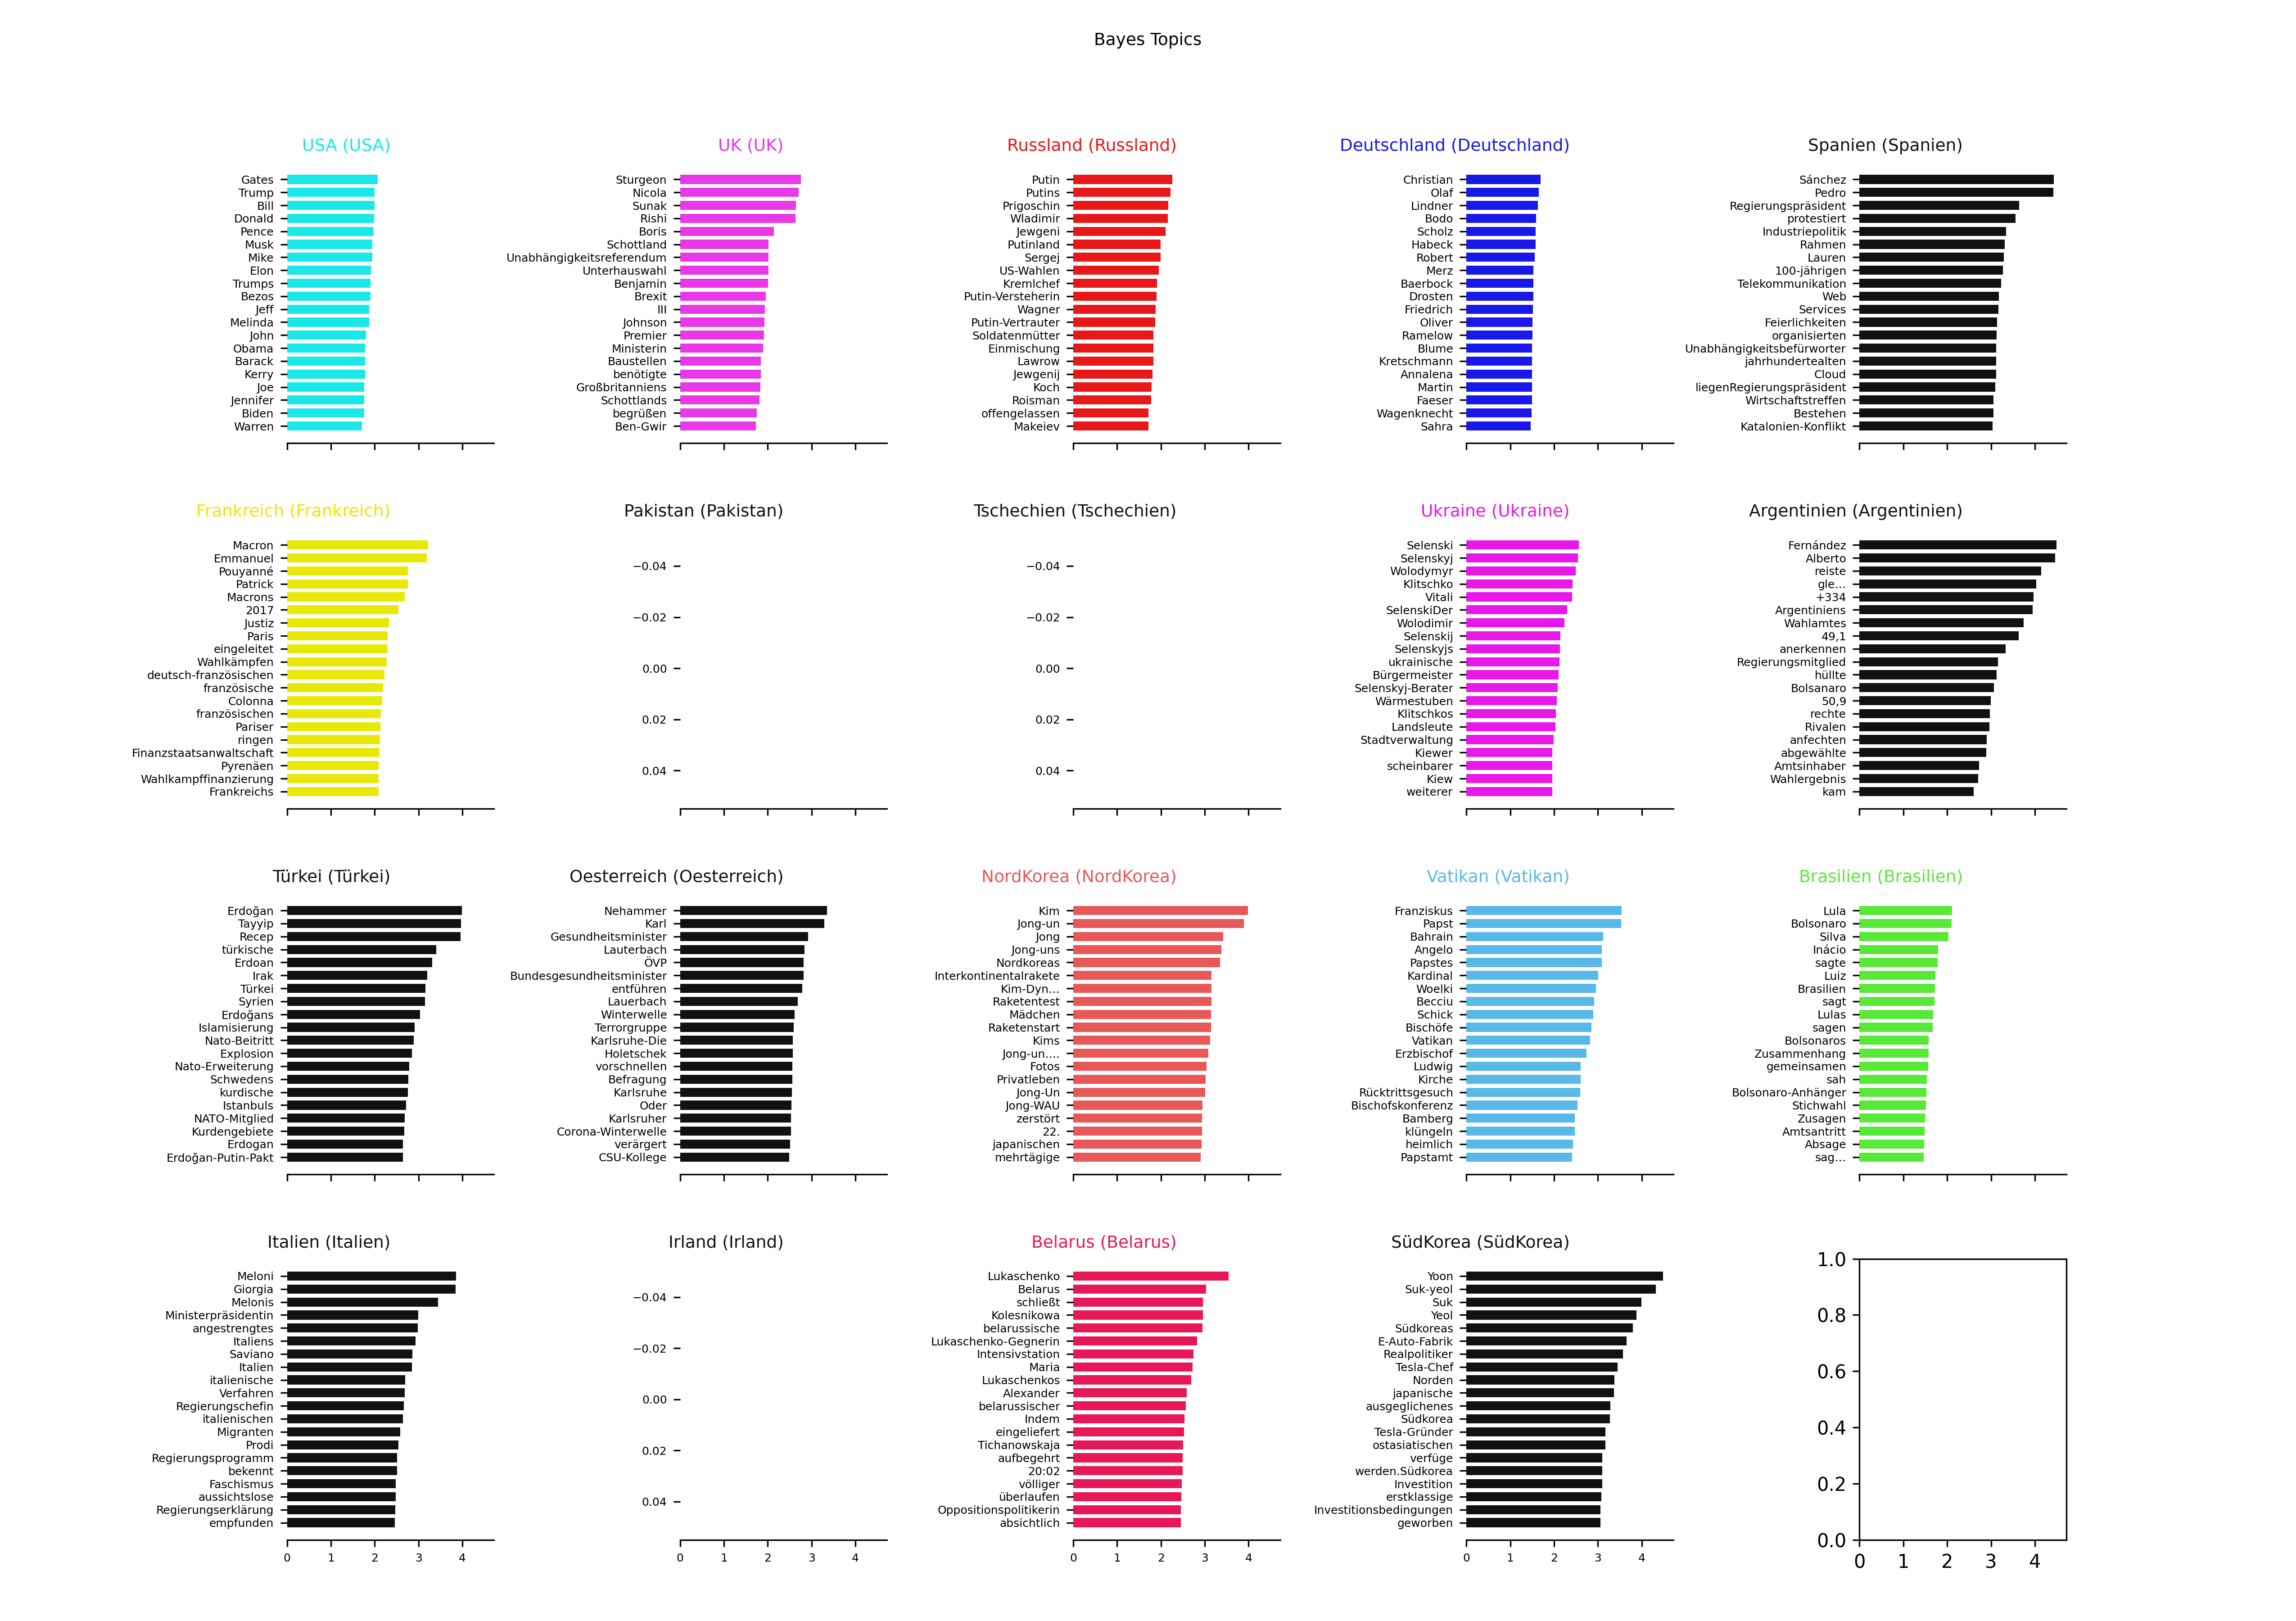 Bayes Topics
USA (USA)
Gates
Trump
Bill
Donald
Pence
Musk
Mike
Elon
Trumps
Bezos
Jeff
Melinda
John
Obama
Barack
Kerry
Joe
Jennifer
Biden
Warren
UK (UK)
Sturgeon
Nicola
Sunak
Rishi
Boris
Schottland
Unabhängigkeitsreferendum
Unterhauswahl
Benjamin
Brexit
III
Johnson
Premier
Ministerin
Baustellen
benötigte
Großbritanniens
Schottlands
begrüßen
Ben-Gwir
Russland (Russland)
Putin
Putins
Prigoschin
Wladimir
Jewgeni
Putinland
Sergej
US-Wahlen
Kremlchef
Putin-Versteherin
Wagner
Putin-Vertrauter
Soldatenmütter
Einmischung
Lawrow
Jewgenij
Koch
Roisman
offengelassen
Makeiev
Deutschland (Deutschland)
Christian
Olaf
Lindner
Bodo
Scholz
Habeck
Robert
Merz
Baerbock
Drosten
Friedrich
Oliver
Ramelow
Blume
Kretschmann
Annalena
Martin
Faeser
Wagenknecht
Sahra
Spanien (Spanien)
Sánchez
Pedro
Regierungspräsident
protestiert
Industriepolitik
Rahmen
Lauren
100-jährigen
Telekommunikation
Web
Services
Feierlichkeiten
organisierten
Unabhängigkeitsbefürworter
jahrhundertealten
Cloud
liegenRegierungspräsident
Wirtschaftstreffen
Bestehen
Katalonien-Konflikt
Frankreich (Frankreich)
Macron
Emmanuel
Pouyanné
Patrick
Macrons
2017
Justiz
Paris
eingeleitet
Wahlkämpfen
deutsch-französischen
französische
Colonna
französischen
Pariser
ringen
Finanzstaatsanwaltschaft
Pyrenäen
Wahlkampffinanzierung
Frankreichs
Pakistan (Pakistan)
−0.04
−0.02
0.00
0.02
0.04
Tschechien (Tschechien)
−0.04
−0.02
0.00
0.02
0.04
Ukraine (Ukraine)
Selenski
Selenskyj
Wolodymyr
Klitschko
Vitali
SelenskiDer
Wolodimir
Selenskij
Selenskyjs
ukrainische
Bürgermeister
Selenskyj-Berater
Wärmestuben
Klitschkos
Landsleute
Stadtverwaltung
Kiewer
scheinbarer
Kiew
weiterer
Argentinien (Argentinien)
Fernández
Alberto
reiste
gle...
+334
Argentiniens
Wahlamtes
49,1
anerkennen
Regierungsmitglied
hüllte
Bolsanaro
50,9
rechte
Rivalen
anfechten
abgewählte
Amtsinhaber
Wahlergebnis
kam
Türkei (Türkei)
Erdoğan
Tayyip
Recep
türkische
Erdoan
Irak
Türkei
Syrien
Erdoğans
Islamisierung
Nato-Beitritt
Explosion
Nato-Erweiterung
Schwedens
kurdische
Istanbuls
NATO-Mitglied
Kurdengebiete
Erdogan
Erdoğan-Putin-Pakt
Oesterreich (Oesterreich)
Nehammer
Karl
Gesundheitsminister
Lauterbach
ÖVP
Bundesgesundheitsminister
entführen
Lauerbach
Winterwelle
Terrorgruppe
Karlsruhe-Die
Holetschek
vorschnellen
Befragung
Karlsruhe
Oder
Karlsruher
Corona-Winterwelle
verärgert
CSU-Kollege
NordKorea (NordKorea)
Kim
Jong-un
Jong
Jong-uns
Nordkoreas
Interkontinentalrakete
Kim-Dyn...
Raketentest
Mädchen
Raketenstart
Kims
Jong-un....
Fotos
Privatleben
Jong-Un
Jong-WAU
zerstört
22.
japanischen
mehrtägige
Vatikan (Vatikan)
Franziskus
Papst
Bahrain
Angelo
Papstes
Kardinal
Woelki
Becciu
Schick
Bischöfe
Vatikan
Erzbischof
Ludwig
Kirche
Rücktrittsgesuch
Bischofskonferenz
Bamberg
klüngeln
heimlich
Papstamt
Brasilien (Brasilien)
Lula
Bolsonaro
Silva
Inácio
sagte
Luiz
Brasilien
sagt
Lulas
sagen
Bolsonaros
Zusammenhang
gemeinsamen
sah
Bolsonaro-Anhänger
Stichwahl
Zusagen
Amtsantritt
Absage
sag...
Italien (Italien)
Meloni
Giorgia
Melonis
Ministerpräsidentin
angestrengtes
Italiens
Saviano
Italien
italienische
Verfahren
Regierungschefin
italienischen
Migranten
Prodi
Regierungsprogramm
bekennt
Faschismus
aussichtslose
Regierungserklärung
empfunden
0 1 2 3 4
Irland (Irland)
−0.04
−0.02
0.00
0.02
0.04
0 1 2 3 4
Belarus (Belarus)
Lukaschenko
Belarus
schließt
Kolesnikowa
belarussische
Lukaschenko-Gegnerin
Intensivstation
Maria
Lukaschenkos
Alexander
belarussischer
Indem
eingeliefert
Tichanowskaja
aufbegehrt
20:02
völliger
überlaufen
Oppositionspolitikerin
absichtlich
0 1 2 3 4
SüdKorea (SüdKorea)
Yoon
Suk-yeol
Suk
Yeol
Südkoreas
E-Auto-Fabrik
Realpolitiker
Tesla-Chef
Norden
japanische
ausgeglichenes
Südkorea
Tesla-Gründer
ostasiatischen
verfüge
werden.Südkorea
Investition
erstklassige
Investitionsbedingungen
geworben
0 1 2 3 4
1.0
0.8
0.6
0.4
0.2
0.0
0 1 2 3 4